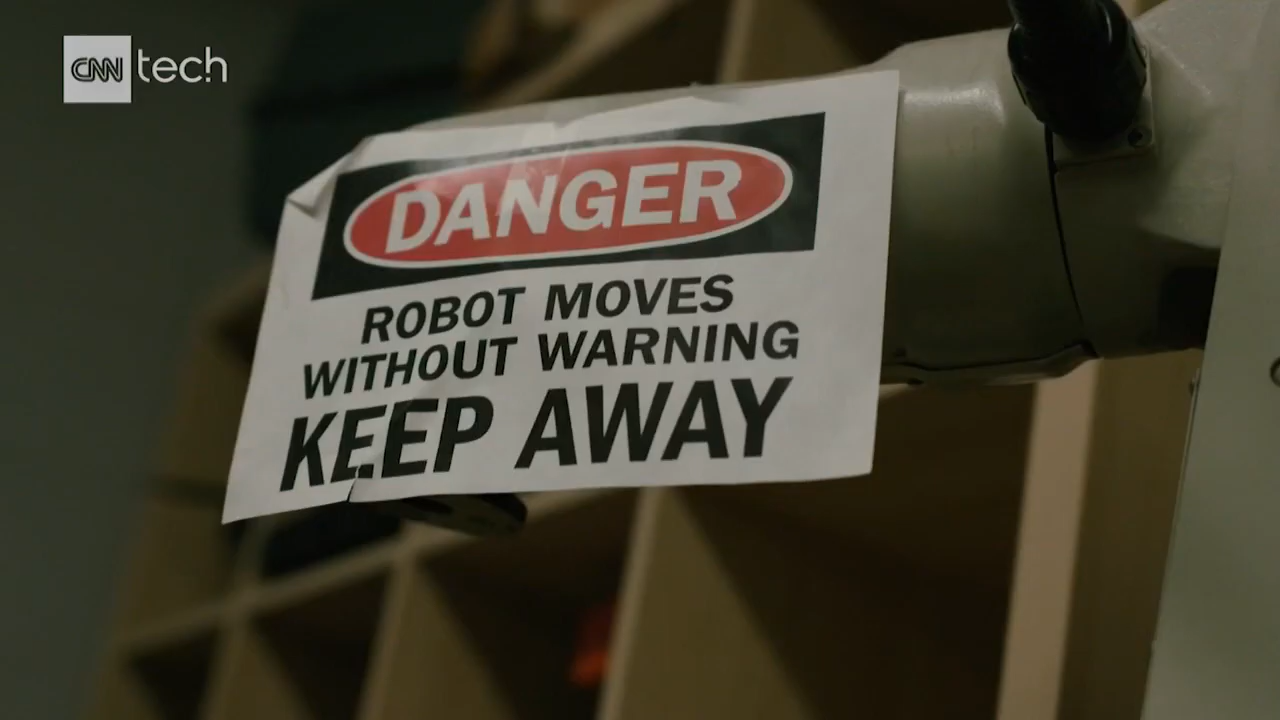 CNN tech
DANGER
ROBOT MOVES
WITHOUT WARNING
KEEP AWAY